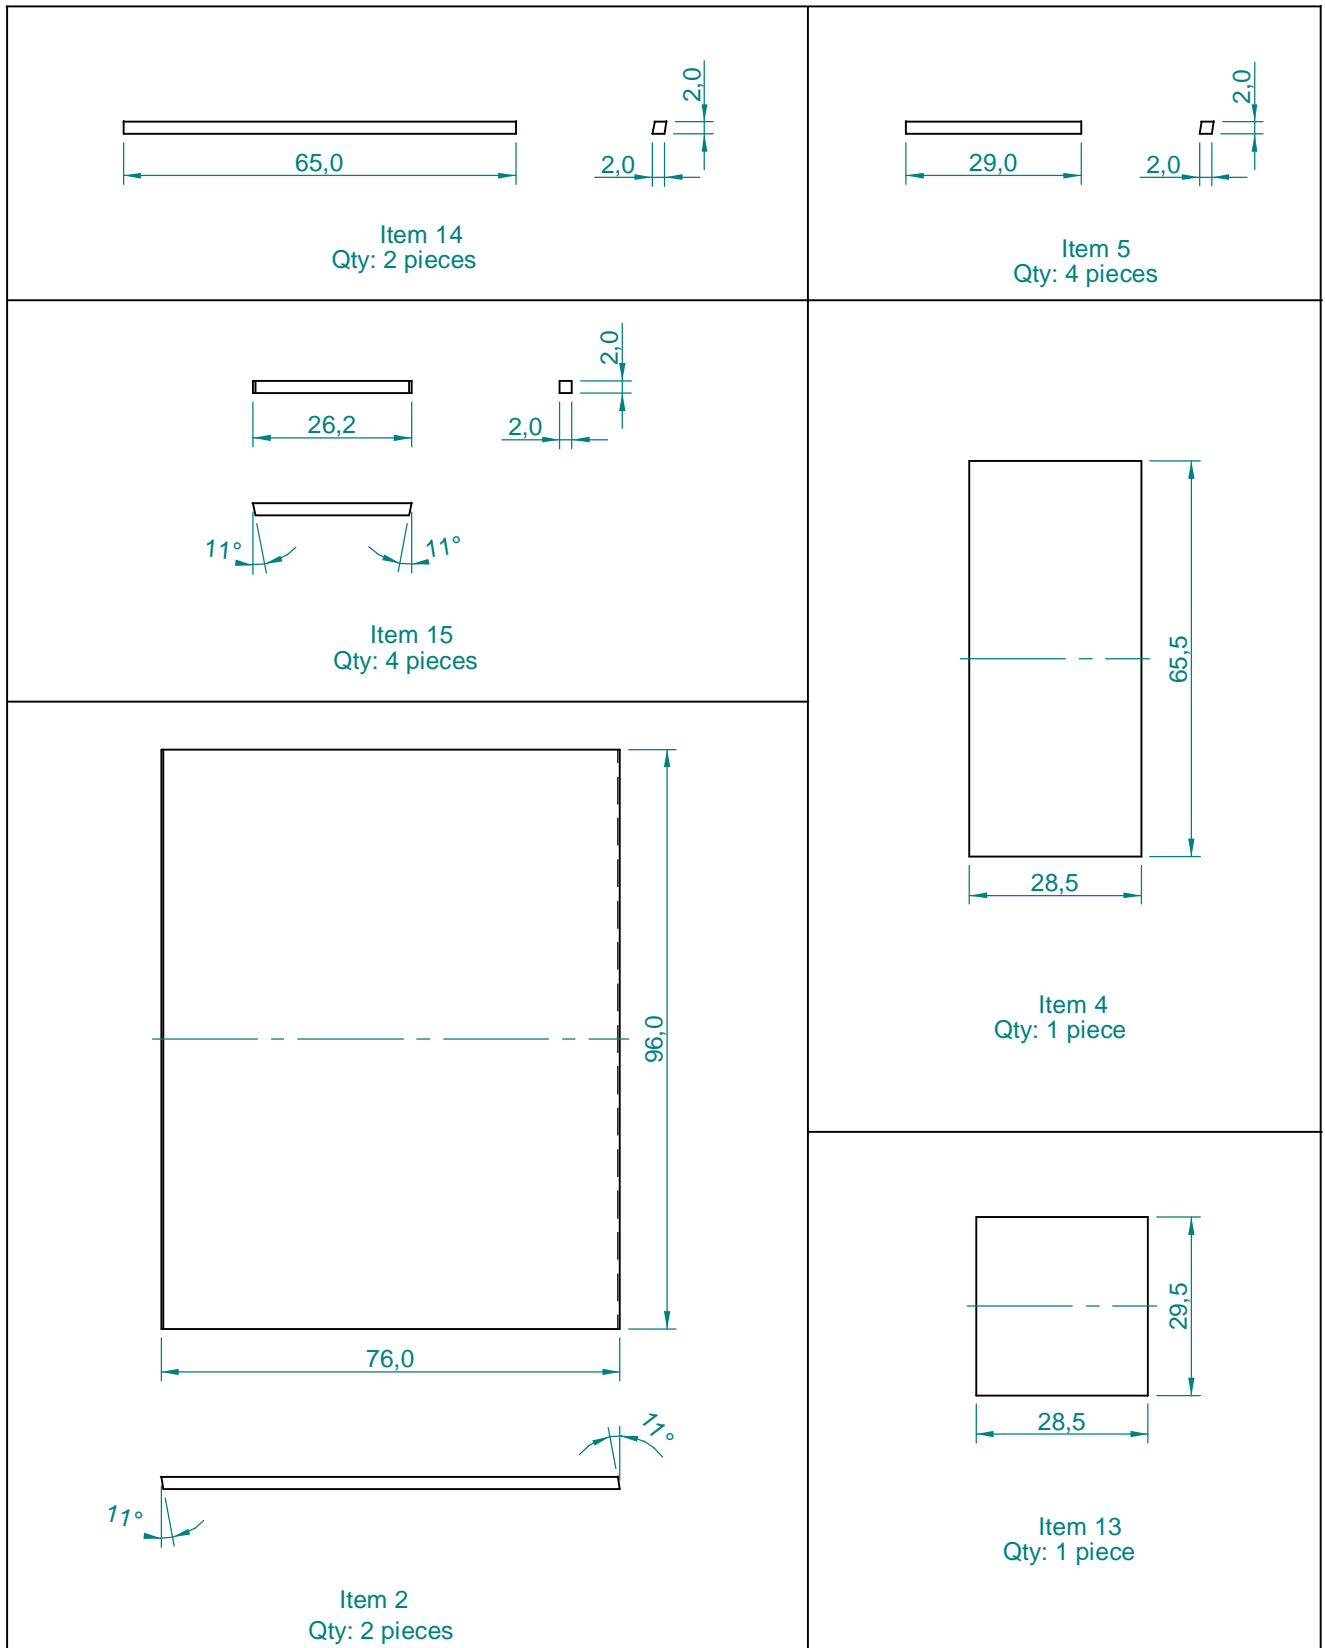 65,0
2,0
2,0
Item 14
Qty: 2 pieces
29,0
2,0
2,0
Item 5
Qty: 4 pieces
26,2
2,0
2,0
11°
11°
Item 15
Qty: 4 pieces
65,5
28,5
Item 4
Qty: 1 piece
96,0
76,0
11°
11°
Item 2
Qty: 2 pieces
29,5
28,5
Item 13
Qty: 1 piece